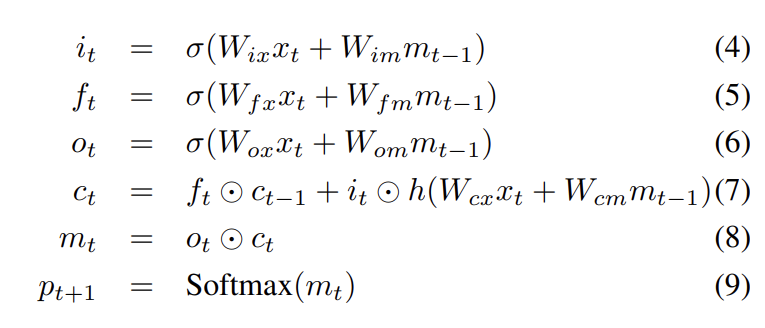 i_t = σ(W_{ix}x_t + W_{im}m_{t−1}) (4)
f_t = σ(W_{fx}x_t + W_{fm}m_{t−1}) (5)
o_t = σ(W_{ox}x_t + W_{om}m_{t−1}) (6)
c_t = f_t ⊙ c_{t−1} + i_t ⊙ h(W_{cx}x_t + W_{cm}m_{t−1})(7)
m_t = o_t ⊙ c_t (8)
p_{t+1} = Softmax(m_t) (9)